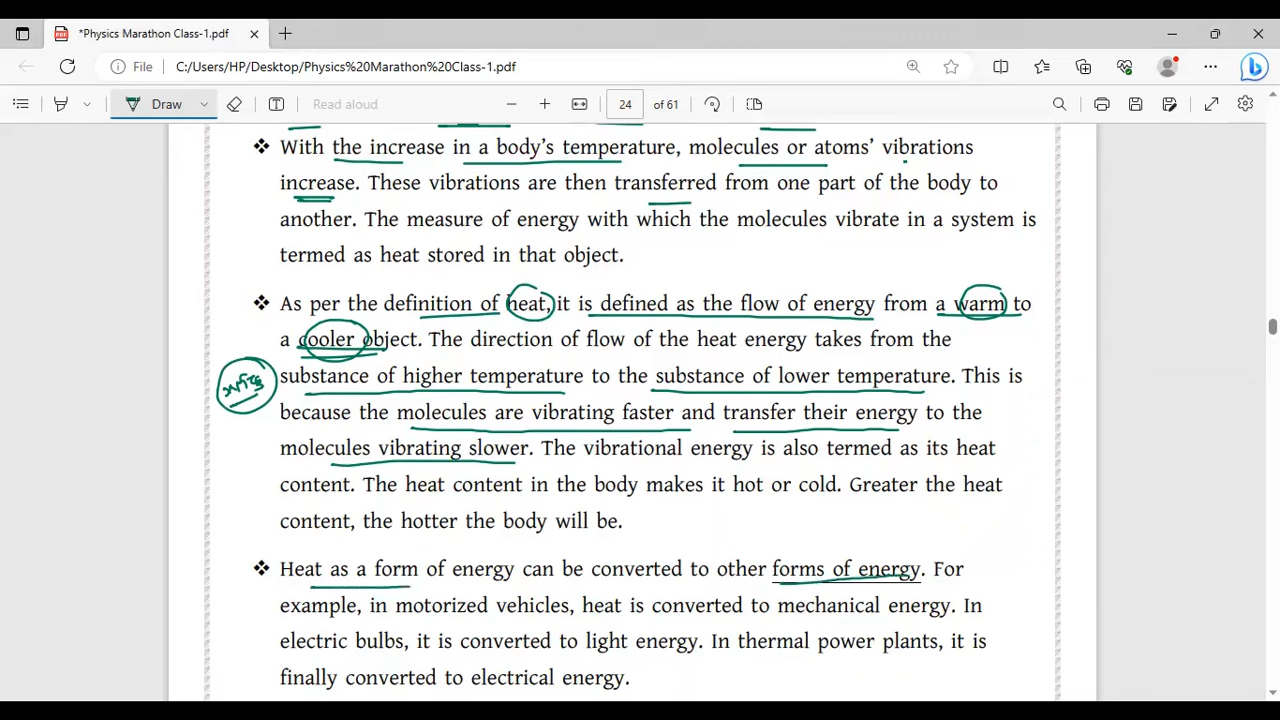 *Physics Marathon Class-1.pdf
File C:/Users/HP/Desktop/Physics%20Marathon%20Class-1.pdf
Draw Read aloud 24 of 61
❖ With the increase in a body's temperature, molecules or atoms' vibrations
increase. These vibrations are then transferred from one part of the body to
another. The measure of energy with which the molecules vibrate in a system is
termed as heat stored in that object.
❖ As per the definition of heat, it is defined as the flow of energy from a warm to
a cooler object. The direction of flow of the heat energy takes from the
substance of higher temperature to the substance of lower temperature. This is
because the molecules are vibrating faster and transfer their energy to the
molecules vibrating slower. The vibrational energy is also termed as its heat
content. The heat content in the body makes it hot or cold. Greater the heat
content, the hotter the body will be.
❖ Heat as a form of energy can be converted to other forms of energy. For
example, in motorized vehicles, heat is converted to mechanical energy. In
electric bulbs, it is converted to light energy. In thermal power plants, it is
finally converted to electrical energy.